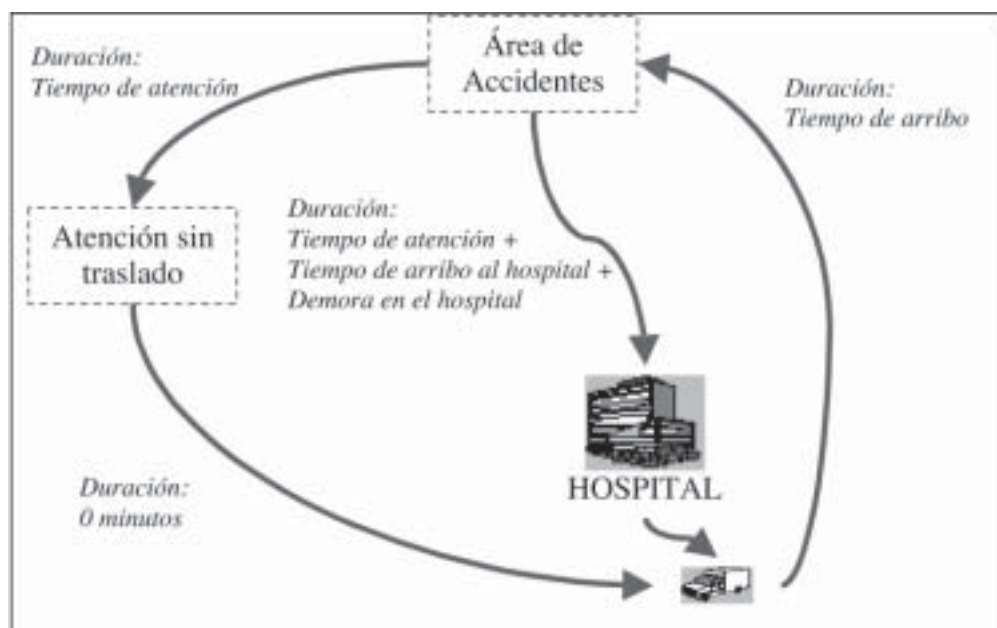 Área de
Accidentes
Duración:
Tiempo de atención
Duración:
Tiempo de arribo
Duración:
Tiempo de atención +
Tiempo de arribo al hospital +
Demora en el hospital
Atención sin
traslado
HOSPITAL
Duración:
0 minutos